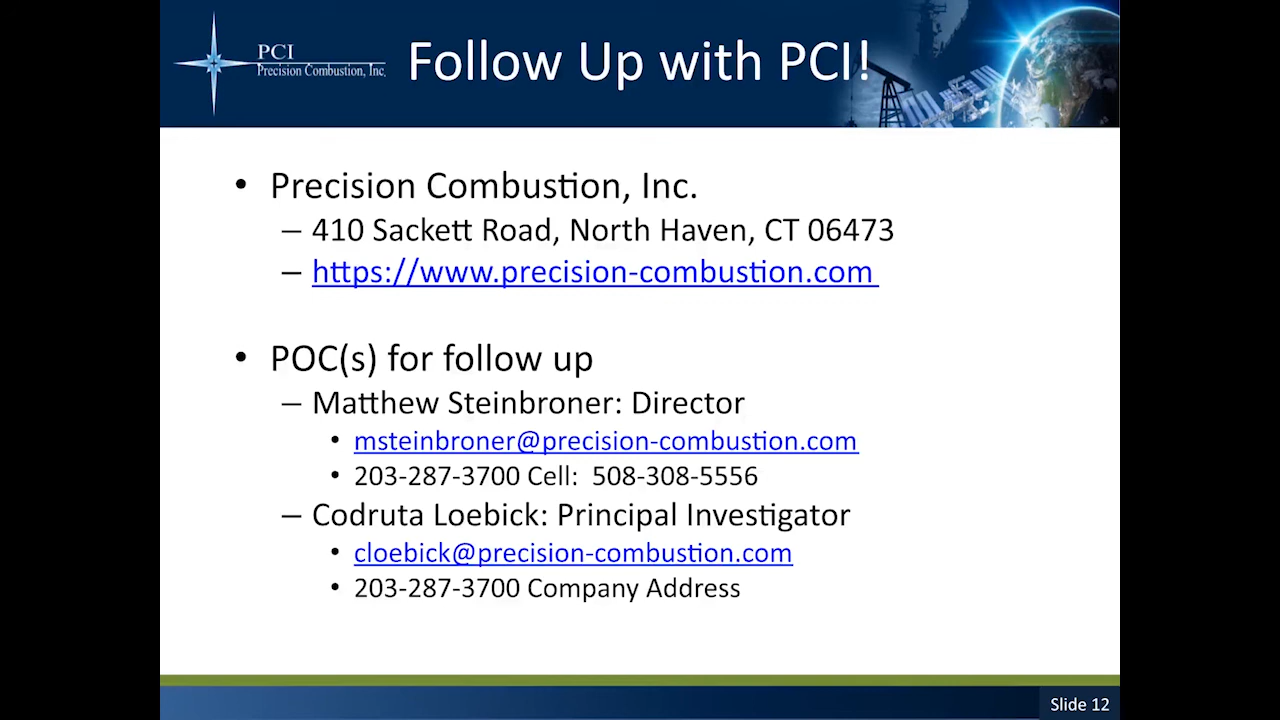 PCI
Precision Combustion, Inc.
Follow Up with PCI!
• Precision Combustion, Inc.
– 410 Sackett Road, North Haven, CT 06473
– https://www.precision-combustion.com
• POC(s) for follow up
– Matthew Steinbroner: Director
• msteinbroner@precision-combustion.com
• 203-287-3700 Cell: 508-308-5556
– Codruta Loebick: Principal Investigator
• cloebick@precision-combustion.com
• 203-287-3700 Company Address
Slide 12